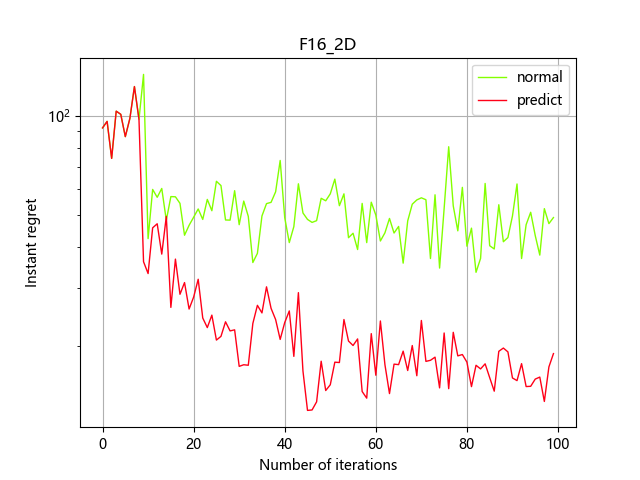 F16_2D
normal
predict
10²
Instant regret
0 20 40 60 80 100
Number of iterations